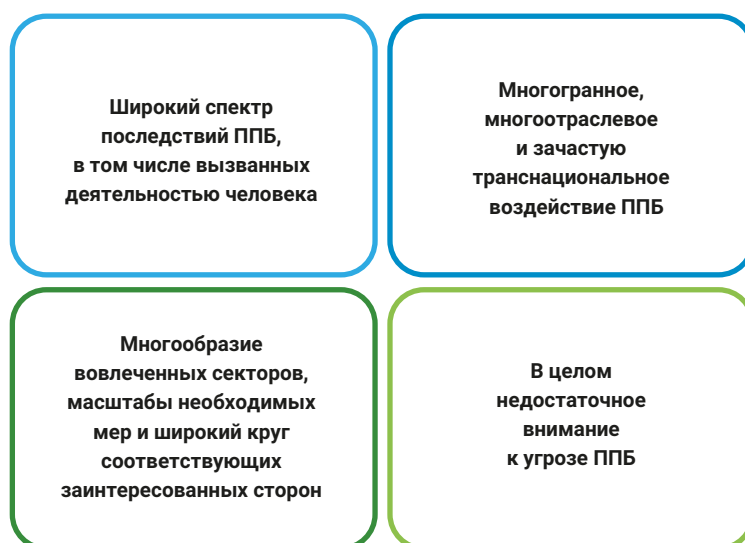 Широкий спектр
последствий ППБ,
в том числе вызванных
деятельностью человека
Многогранное,
многоотраслевое
и зачастую
транснациональное
воздействие ППБ
Многообразие
вовлеченных секторов,
масштабы необходимых
мер и широкий круг
соответствующих
заинтересованных сторон
В целом
недостаточное
внимание
к угрозе ППБ